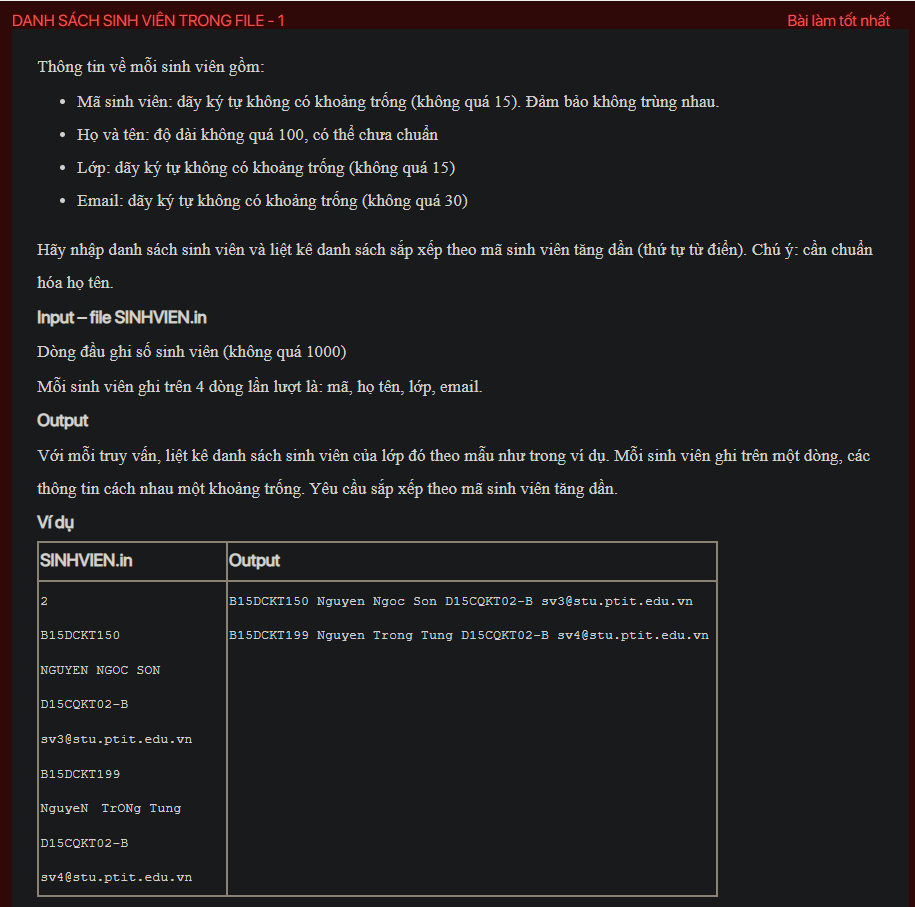 DANH SÁCH SINH VIÊN TRONG FILE - 1
Bài làm tốt nhất
Thông tin về mỗi sinh viên gồm:
• Mã sinh viên: dãy ký tự không có khoảng trống (không quá 15). Đảm bảo không trùng nhau.
• Họ và tên: độ dài không quá 100, có thể chưa chuẩn
• Lớp: dãy ký tự không có khoảng trống (không quá 15)
• Email: dãy ký tự không có khoảng trống (không quá 30)
Hãy nhập danh sách sinh viên và liệt kê danh sách sắp xếp theo mã sinh viên tăng dần (thứ tự từ điển). Chú ý: cần chuẩn
hóa họ tên.
Input – file SINHVIEN.in
Dòng đầu ghi số sinh viên (không quá 1000)
Mỗi sinh viên ghi trên 4 dòng lần lượt là: mã, họ tên, lớp, email.
Output
Với mỗi truy vấn, liệt kê danh sách sinh viên của lớp đó theo mẫu như trong ví dụ. Mỗi sinh viên ghi trên một dòng, các
thông tin cách nhau một khoảng trống. Yêu cầu sắp xếp theo mã sinh viên tăng dần.
Ví dụ
SINHVIEN.in
2
B15DCKT150
NGUYEN NGOC SON
D15CQKT02-B
sv3@stu.ptit.edu.vn
B15DCKT199
NguyeN  TrONg Tung
D15CQKT02-B
sv4@stu.ptit.edu.vn
Output
B15DCKT150 Nguyen Ngoc Son D15CQKT02-B sv3@stu.ptit.edu.vn
B15DCKT199 Nguyen Trong Tung D15CQKT02-B sv4@stu.ptit.edu.vn